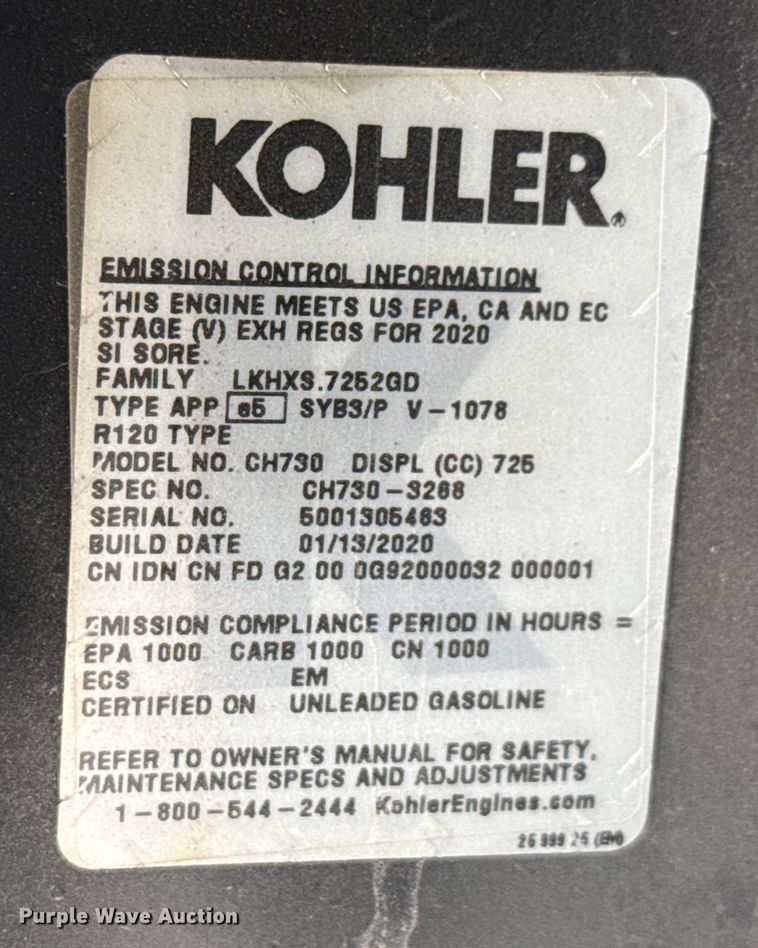 KOHLER®
EMISSION CONTROL INFORMATION
THIS ENGINE MEETS US EPA, CA AND EC
STAGE (V) EXH REGS FOR 2020
SI SORE.
FAMILY LKHXS.7252GD
TYPE APP e5 SYB3/P V-1078
R120 TYPE
MODEL NO. CH730 DISPL (CC) 725
SPEC NO. CH730-3268
SERIAL NO. 5001305463
BUILD DATE 01/13/2020
CN IDN CN FD G2 00 0G92000032 000001
EMISSION COMPLIANCE PERIOD IN HOURS =
EPA 1000 CARB 1000 CN 1000
ECS EM
CERTIFIED ON UNLEADED GASOLINE
REFER TO OWNER'S MANUAL FOR SAFETY,
MAINTENANCE SPECS AND ADJUSTMENTS
1-800-544-2444 KohlerEngines.com
25 999 25 (EM)
Purple Wave Auction